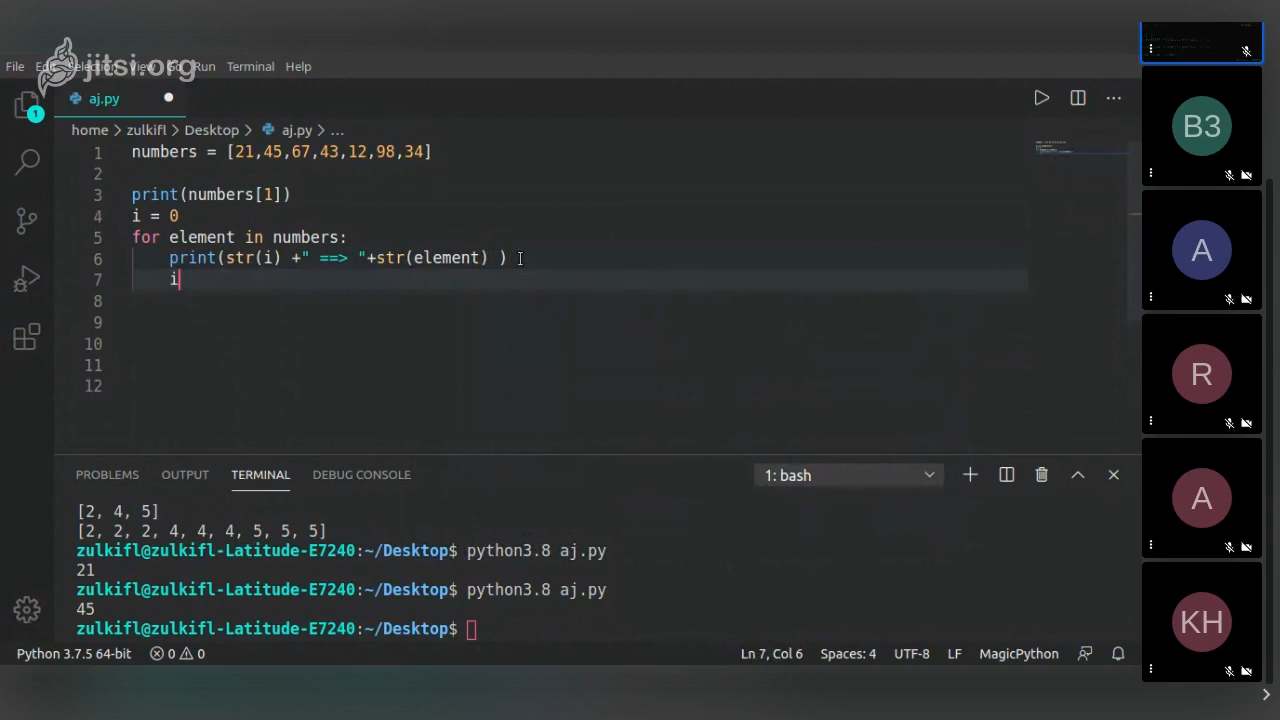 jitsi.org
File Edit Selection View Go Run Terminal Help
1
aj.py
home > zulkifl > Desktop > aj.py > ...
1 numbers = [21,45,67,43,12,98,34]
2
3 print(numbers[1])
4 i = 0
5 for element in numbers:
6 print(str(i) +" ==> "+str(element) )
7 i
8
9
10
11
12
PROBLEMS OUTPUT TERMINAL DEBUG CONSOLE 1: bash
[2, 4, 5]
[2, 2, 2, 4, 4, 4, 5, 5, 5]
zulkifl@zulkifl-Latitude-E7240:~/Desktop$ python3.8 aj.py
21
zulkifl@zulkifl-Latitude-E7240:~/Desktop$ python3.8 aj.py
45
zulkifl@zulkifl-Latitude-E7240:~/Desktop$
Python 3.7.5 64-bit 0 0 Ln 7, Col 6 Spaces: 4 UTF-8 LF MagicPython
B3
A
R
A
KH